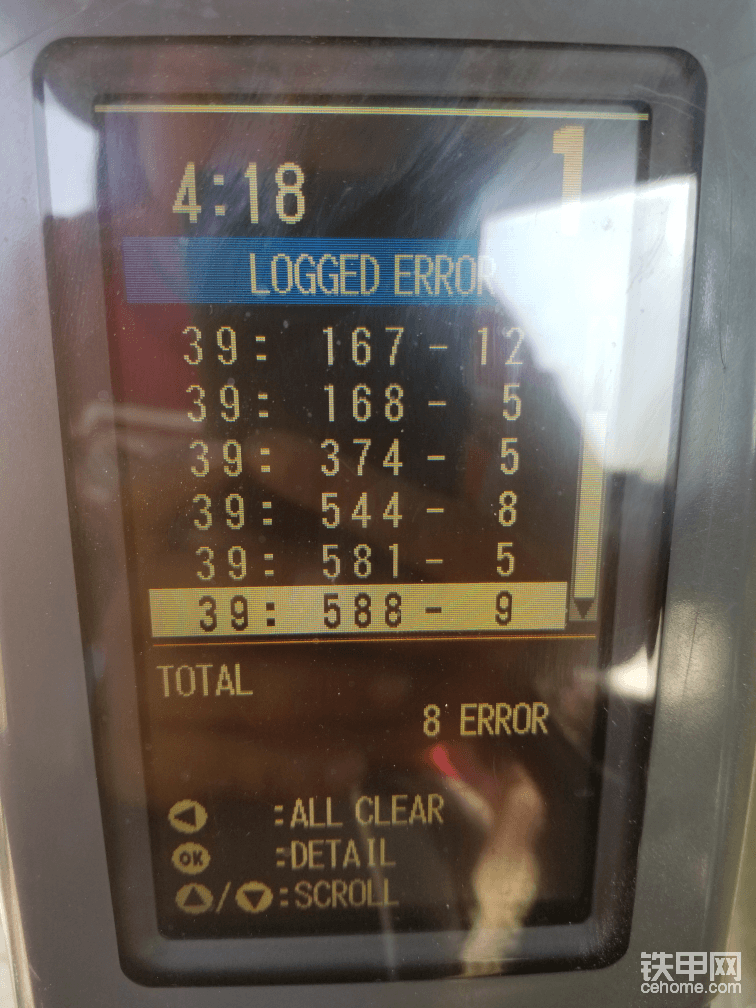 4:18 1
LOGGED ERROR
39: 167- 12
39: 168- 5
39: 374- 5
39: 544- 8
39: 581- 5
39: 588- 9
TOTAL
8 ERROR
:ALL CLEAR
OK :DETAIL
/ :SCROLL
铁甲网
cehome.com